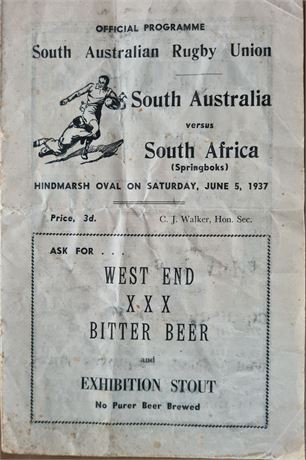 OFFICIAL PROGRAMME
South Australian Rugby Union
South Australia
versus
South Africa
(Springboks)
HINDMARSH OVAL ON SATURDAY, JUNE 5, 1937
Price, 3d. C. J. Walker, Hon. Sec.
ASK FOR . . .
WEST END
XXX
BITTER BEER
and
EXHIBITION STOUT
No Purer Beer Brewed